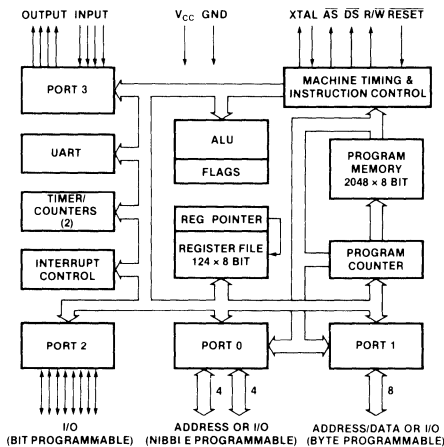 OUTPUT INPUT
VCC GND
XTAL AS DS R/W RESET
PORT 3
MACHINE TIMING &
INSTRUCTION CONTROL
ALU
FLAGS
UART
PROGRAM
MEMORY
2048 × 8 BIT
TIMER/
COUNTERS
(2)
REG POINTER
REGISTER FILE
124 × 8 BIT
INTERRUPT
CONTROL
PROGRAM
COUNTER
PORT 2
PORT 0
PORT 1
4 4
8
I/O
(BIT PROGRAMMABLE)
ADDRESS OR I/O
(NIBBI E PROGRAMMABLE)
ADDRESS/DATA OR I/O
(BYTE PROGRAMMABLE)